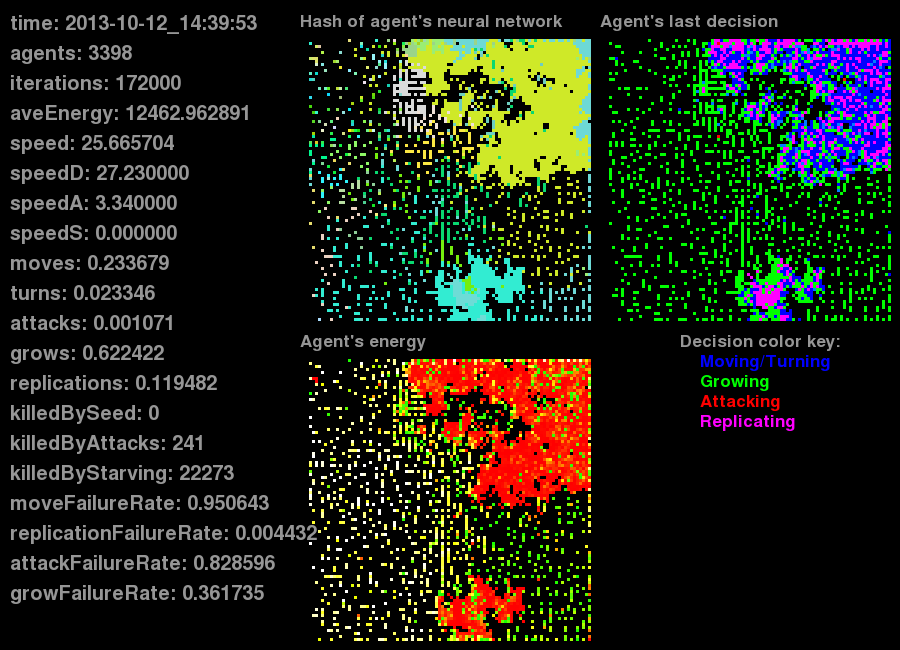 time: 2013-10-12_14:39:53
agents: 3398
iterations: 172000
aveEnergy: 12462.962891
speed: 25.665704
speedD: 27.230000
speedA: 3.340000
speedS: 0.000000
moves: 0.233679
turns: 0.023346
attacks: 0.001071
grows: 0.622422
replications: 0.119482
killedBySeed: 0
killedByAttacks: 241
killedByStarving: 22273
moveFailureRate: 0.950643
replicationFailureRate: 0.004432
attackFailureRate: 0.828596
growFailureRate: 0.361735
Hash of agent's neural network
Agent's last decision
Agent's energy
Decision color key:
Moving/Turning
Growing
Attacking
Replicating